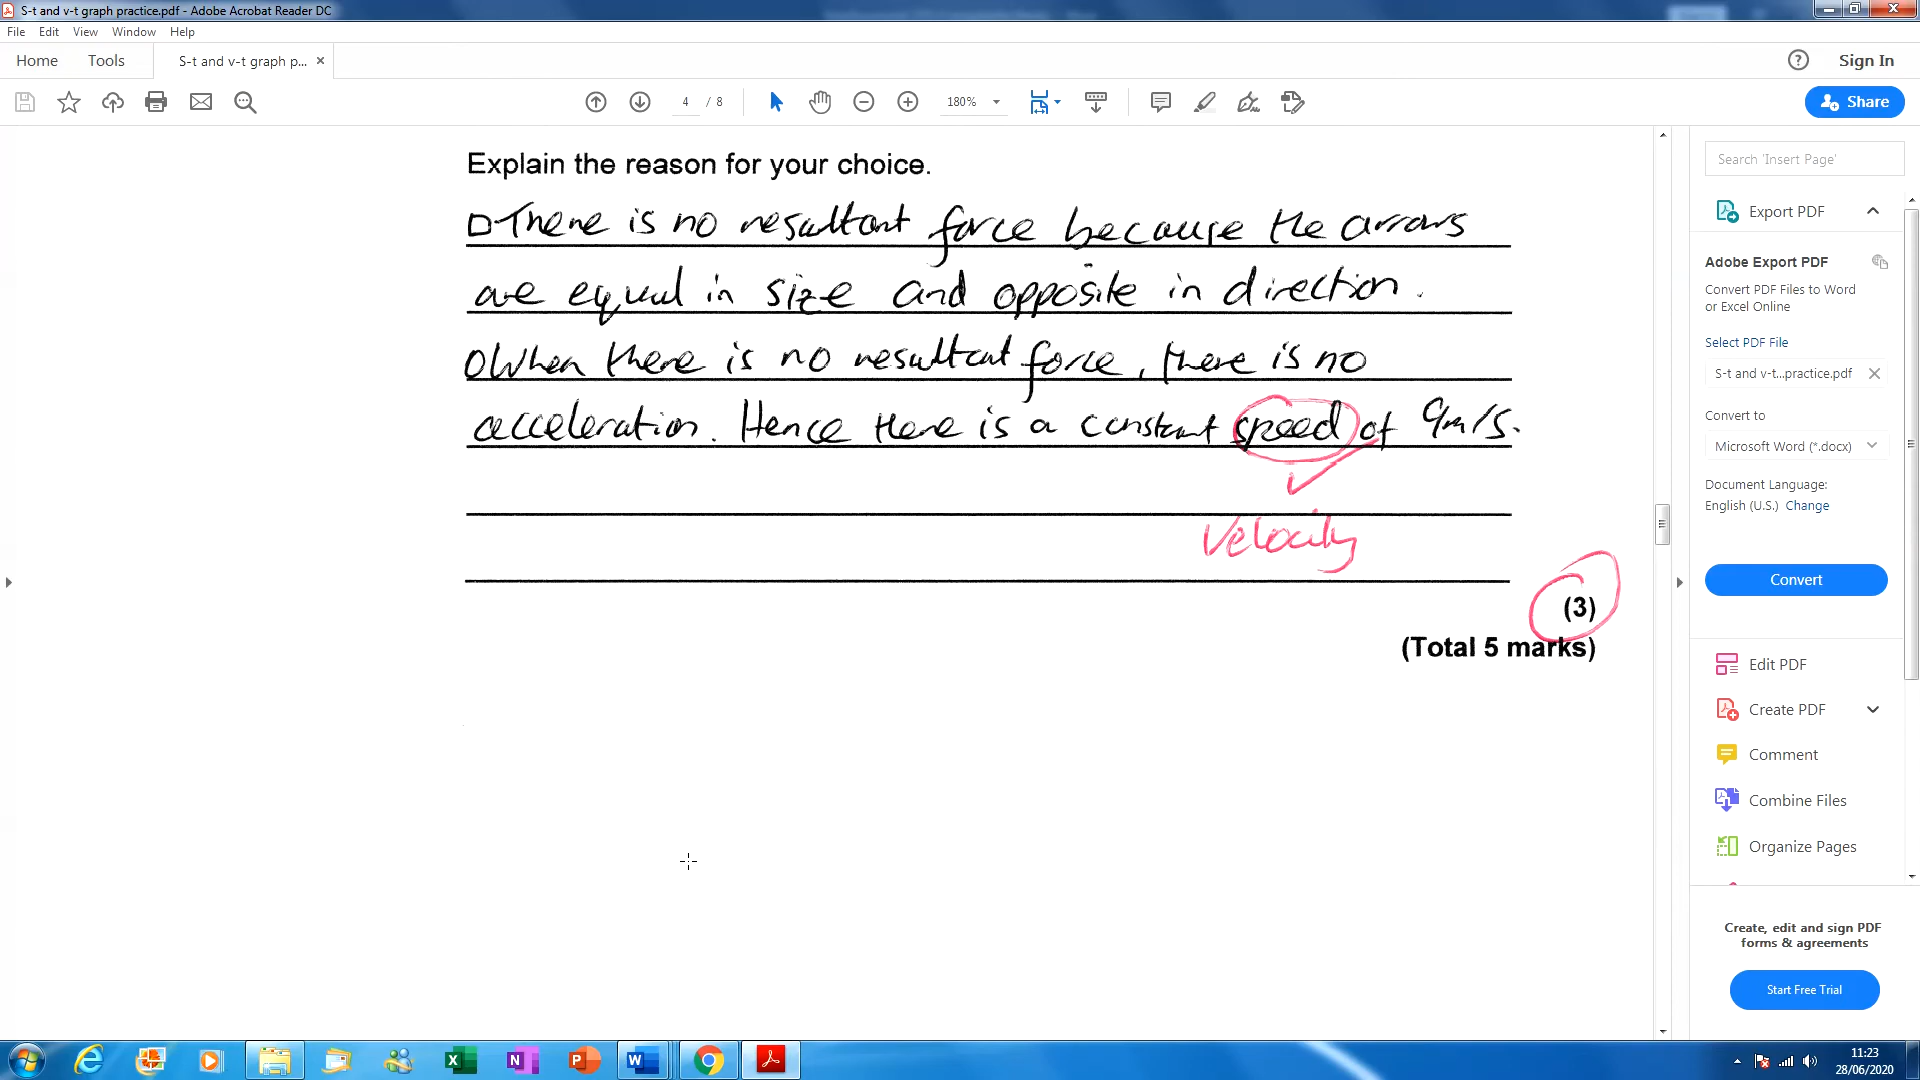 S-t and v-t graph practice.pdf - Adobe Acrobat Reader DC
File Edit View Window Help
Home Tools S-t and v-t graph p... × Sign In
4 / 8 180% Share
Explain the reason for your choice.
There is no resultant force because the arrows
are equal in size and opposite in direction.
When there is no resultant force, there is no
acceleration. Hence there is a constant speed of 9m/s.
Velocity
(3)
(Total 5 marks)
Search 'Insert Page'
Export PDF
Adobe Export PDF
Convert PDF Files to Word
or Excel Online
Select PDF File
S-t and v-t...practice.pdf ×
Convert to
Microsoft Word (*.docx)
Document Language:
English (U.S.) Change
Convert
Edit PDF
Create PDF
Comment
Combine Files
Organize Pages
Create, edit and sign PDF
forms & agreements
Start Free Trial
11:23
28/06/2020